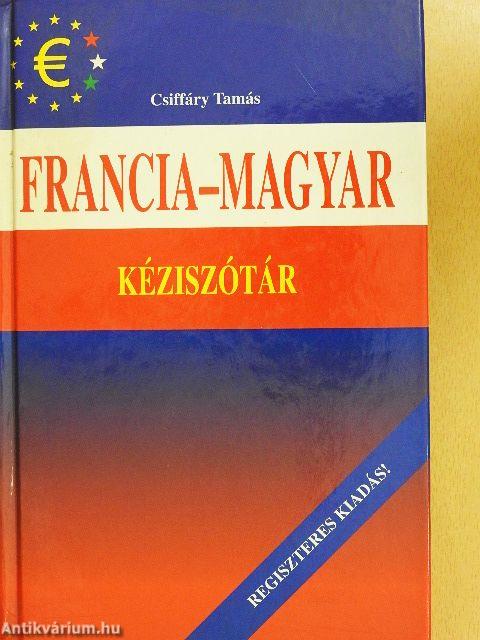 €
Csiffáry Tamás
FRANCIA–MAGYAR
KÉZISZÓTÁR
REGISZTERES KIADÁS!
Antikvárium.hu